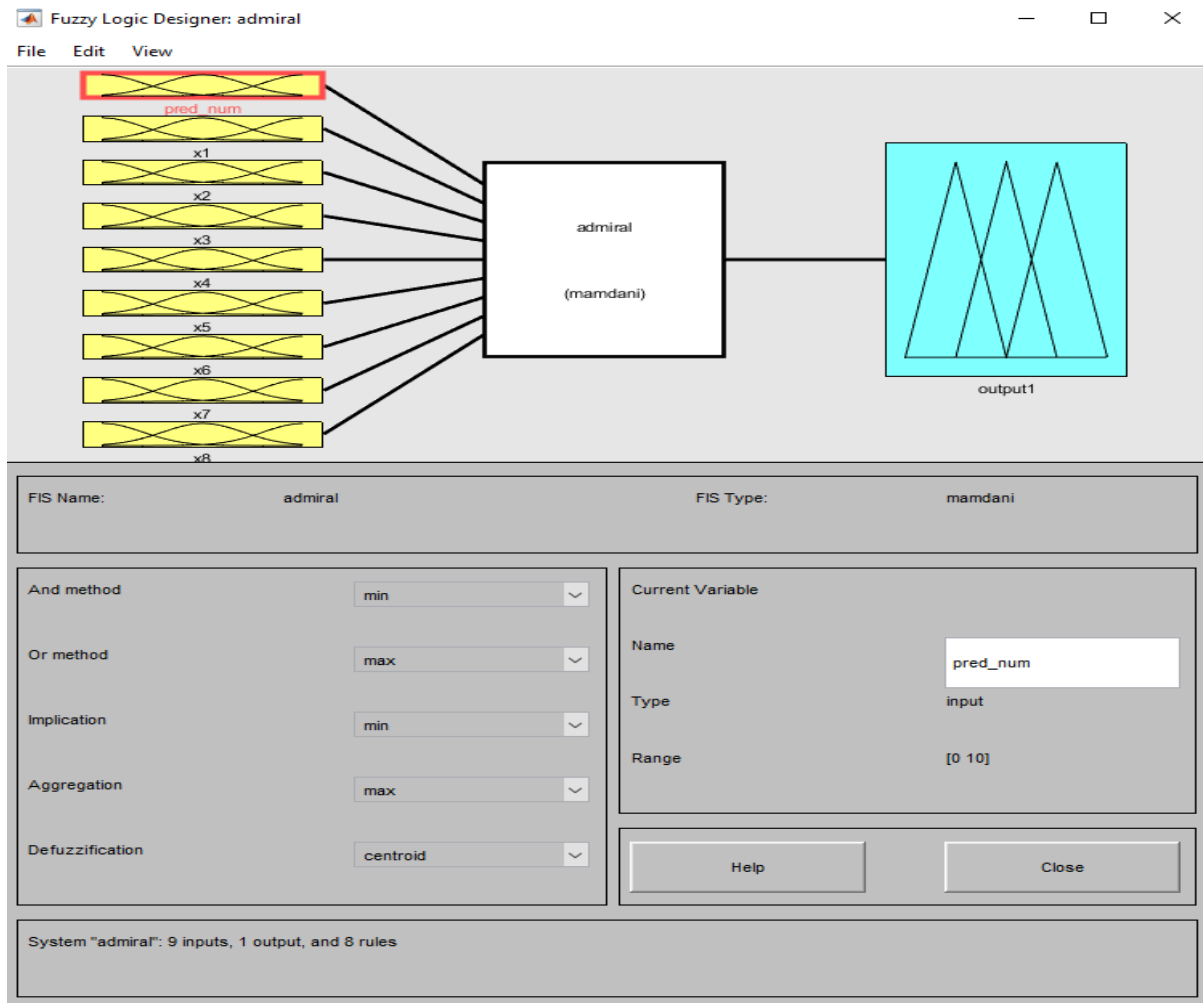 Fuzzy Logic Designer: admiral
File Edit View
pred_num
x1
x2
x3
x4
x5
x6
x7
x8
admiral
(mamdani)
output1
FIS Name: admiral FIS Type: mamdani
And method min
Or method max
Implication min
Aggregation max
Defuzzification centroid
Current Variable
Name pred_num
Type input
Range [0 10]
Help Close
System "admiral": 9 inputs, 1 output, and 8 rules